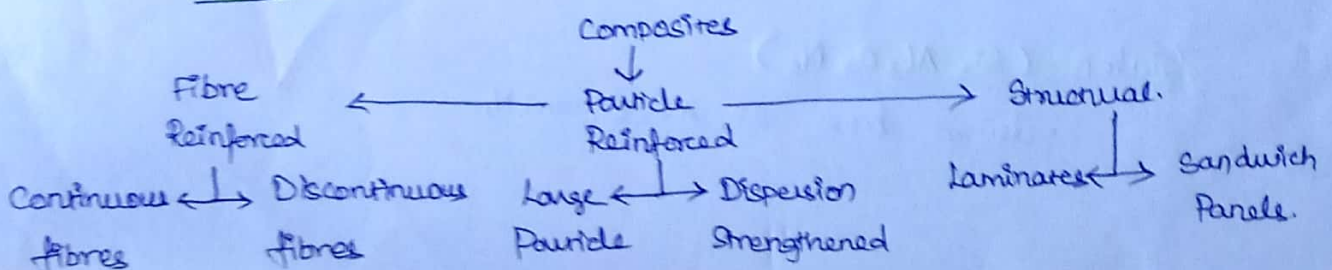 Composites
Fibre Reinforced
Particle Reinforced
Structural.
Continuous fibres
Discontinuous fibres
Large Particle
Dispersion Strengthened
Laminates
Sandwich Panels.